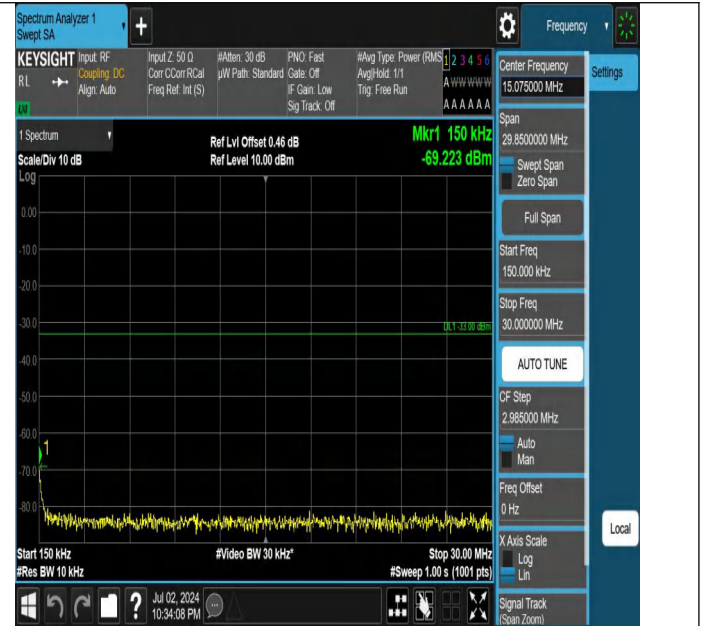 Spectrum Analyzer 1
Swept SA
+
Frequency
KEYSIGHT
RL
Input: RF
Coupling: DC
Align: Auto
Input Z: 50 Ω
Corr CCorr RCal
Freq Ref: Int (S)
#Atten: 30 dB
µW Path: Standard
PNO: Fast
Gate: Off
IF Gain: Low
Sig Track: Off
#Avg Type: Power (RMS
Avg|Hold: 1/1
Trig: Free Run
1 2 3 4 5 6
A W W W W W
A A A A A A
1 Spectrum
Scale/Div 10 dB
Ref Lvl Offset 0.46 dB
Ref Level 10.00 dBm
Mkr1 150 kHz
-69.223 dBm
Log
0.00
-10.0
-20.0
-30.0
DL1 -33.00 dBm
-40.0
-50.0
-60.0
1
-70.0
-80.0
Start 150 kHz
#Res BW 10 kHz
#Video BW 30 kHz*
Stop 30.00 MHz
#Sweep 1.00 s (1001 pts)
?
Jul 02, 2024
10:34:08 PM
Center Frequency
15.075000 MHz
Settings
Span
29.8500000 MHz
Swept Span
Zero Span
Full Span
Start Freq
150.000 kHz
Stop Freq
30.000000 MHz
AUTO TUNE
CF Step
2.985000 MHz
Auto
Man
Freq Offset
0 Hz
X Axis Scale
Log
Lin
Local
Signal Track
(Span Zoom)